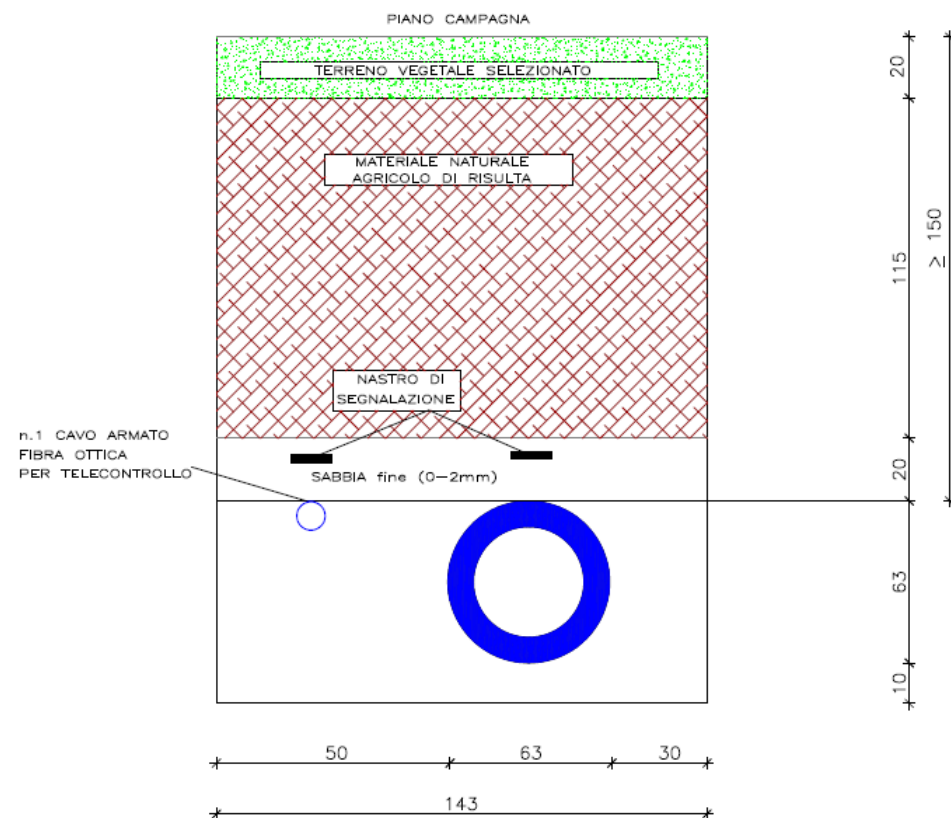 PIANO CAMPAGNA
TERRENO VEGETALE SELEZIONATO
20
MATERIALE NATURALE
AGRICOLO DI RISULTA
≥ 150
115
NASTRO DI
SEGNALAZIONE
n.1 CAVO ARMATO
FIBRA OTTICA
PER TELECONTROLLO
SABBIA fine (0-2mm)
20
63
10
50
63
30
143